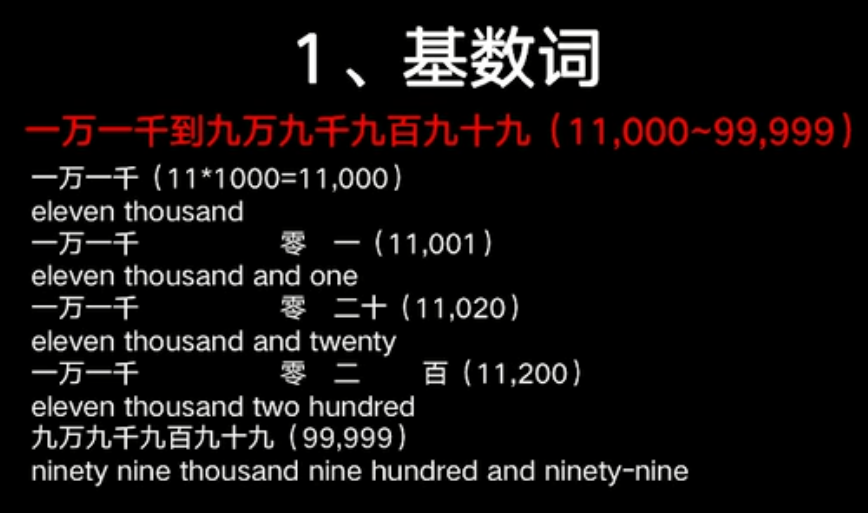 1、基数词
一万一千到九万九千九百九十九（11,000~99,999）
一万一千（11*1000=11,000）
eleven thousand
一万一千 零 一（11,001）
eleven thousand and one
一万一千 零 二十（11,020）
eleven thousand and twenty
一万一千 零 二 百（11,200）
eleven thousand two hundred
九万九千九百九十九（99,999）
ninety nine thousand nine hundred and ninety-nine